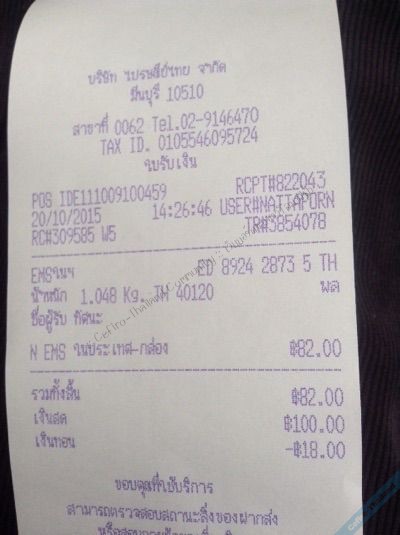 บริษัท ไปรษณีย์ไทย จำกัด
มีนบุรี 10510
สาขาที่ 0062 Tel.02-9146470
TAX ID. 0105546095724
ใบรับเงิน
POS IDE111009100459 RCPT#822043
20/10/2015 14:26:46 USER#NATTAPORN
RC#309585 W5 TR#3854078
EMSในฯ ED 8924 2873 5 TH
น้ำหนัก 1.048 Kg. TH 40120 พล
ชื่อผู้รับ ทัศนะ
N EMS ในประเทศ-กล่อง ฿82.00
รวมทั้งสิ้น ฿82.00
เงินสด ฿100.00
เงินทอน -฿18.00
ขอบคุณที่ใช้บริการ
สามารถตรวจสอบสถานะสิ่งของฝากส่ง